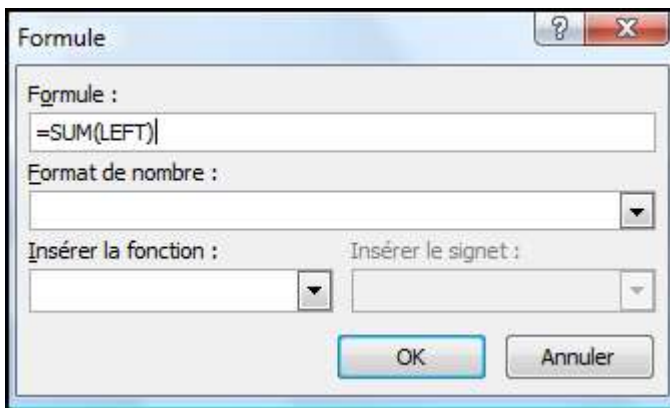 Formule
Formule :
=SUM(LEFT)
Format de nombre :
Insérer la fonction :
Insérer le signet :
OK
Annuler